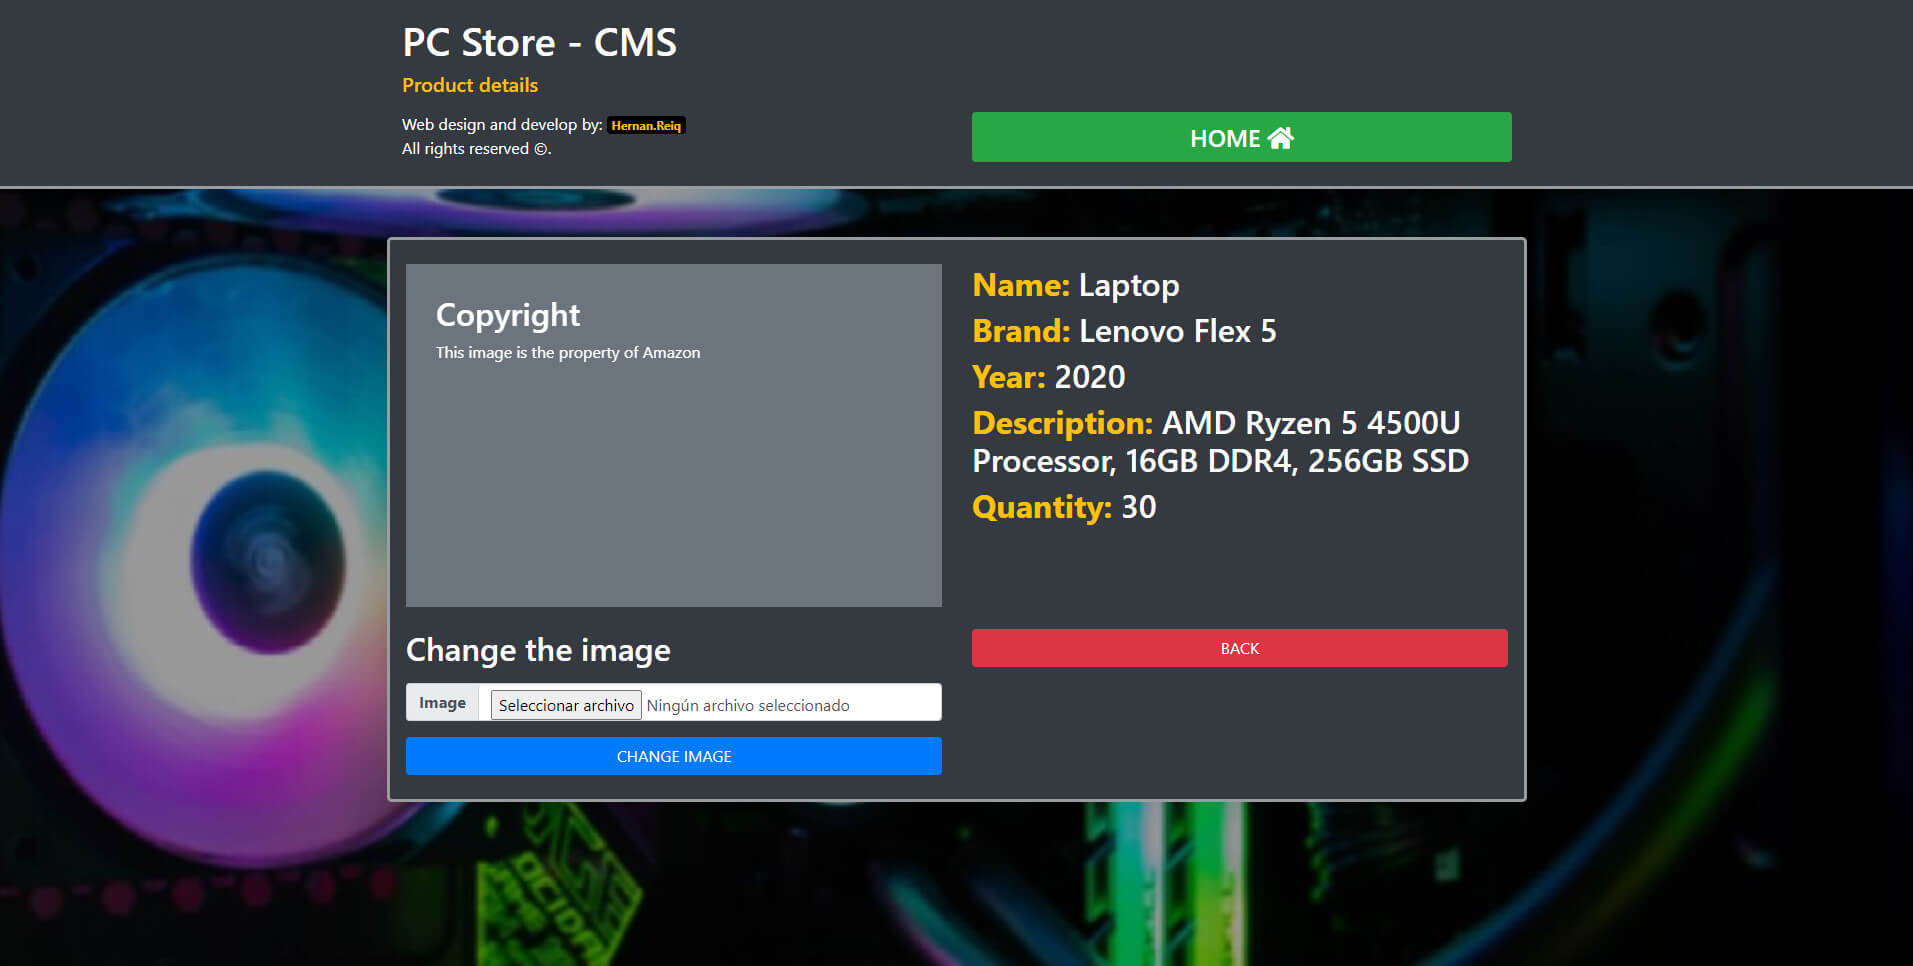 PC Store - CMS
Product details
Web design and develop by: Hernan.Reiq
All rights reserved ©.
HOME
Copyright
This image is the property of Amazon
Name: Laptop
Brand: Lenovo Flex 5
Year: 2020
Description: AMD Ryzen 5 4500U
Processor, 16GB DDR4, 256GB SSD
Quantity: 30
Change the image
Image Seleccionar archivo Ningún archivo seleccionado
CHANGE IMAGE
BACK